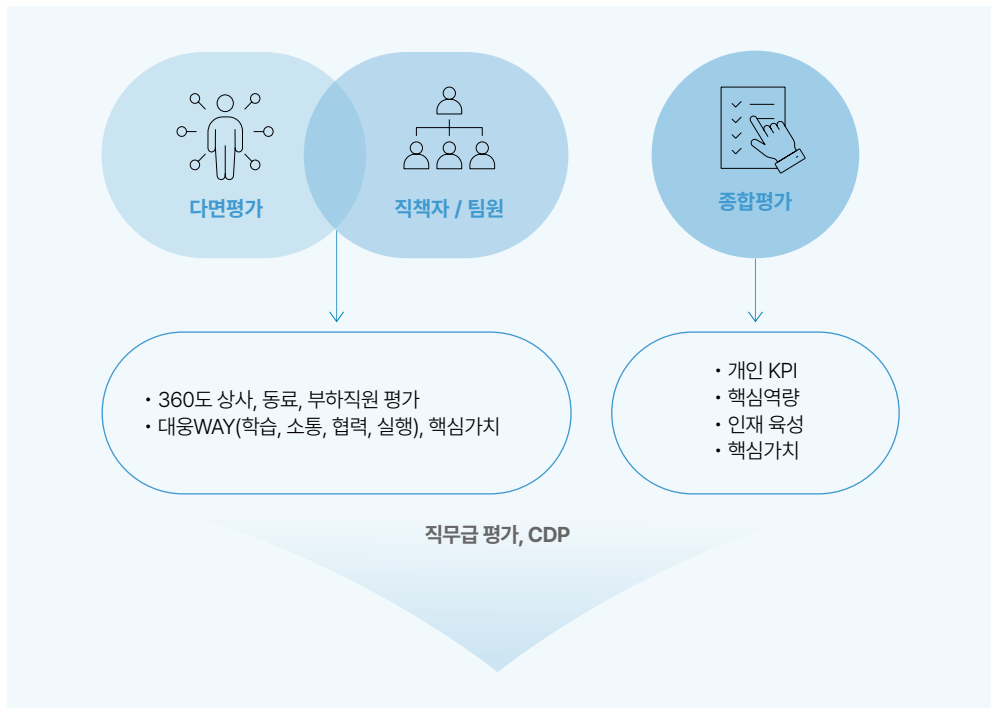 다면평가
직책자 / 팀원
종합평가
• 360도 상사, 동료, 부하직원 평가
• 대웅WAY(학습, 소통, 협력, 실행), 핵심가치
• 개인 KPI
• 핵심역량
• 인재 육성
• 핵심가치
직무급 평가, CDP